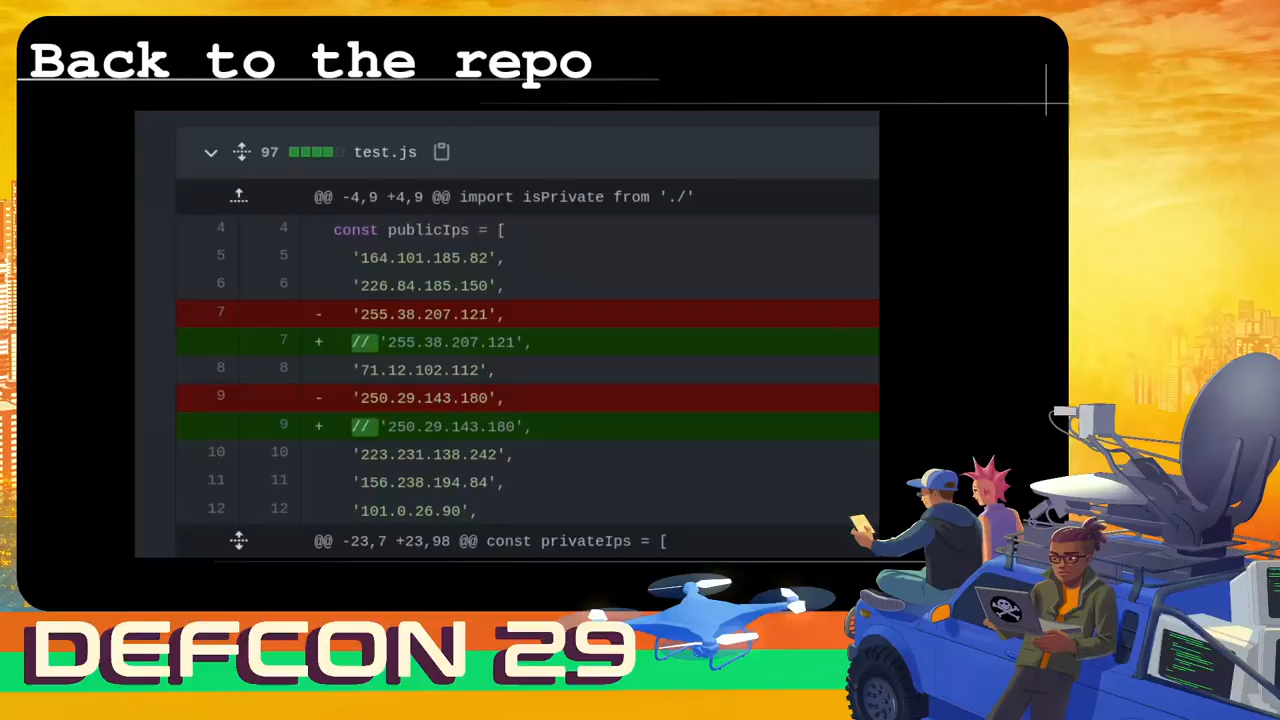 Back to the repo
97 test.js
@@ -4,9 +4,9 @@ import isPrivate from './'
4 4 const publicIps = [
5 5 '164.101.185.82',
6 6 '226.84.185.150',
7 - '255.38.207.121',
7 + // '255.38.207.121',
8 8 '71.12.102.112',
9 - '250.29.143.180',
9 + // '250.29.143.180',
10 10 '223.231.138.242',
11 11 '156.238.194.84',
12 12 '101.0.26.90',
@@ -23,7 +23,98 @@ const privateIps = [
DEFCON 29